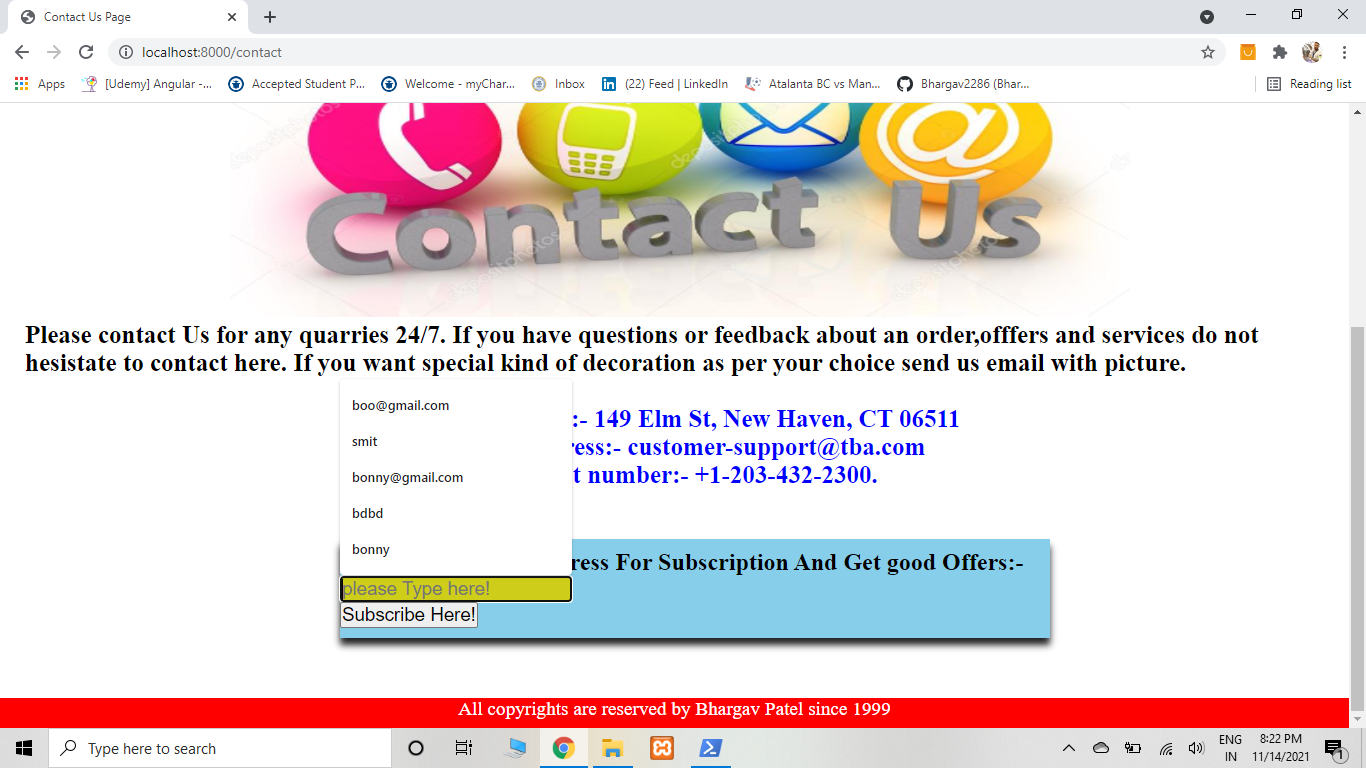 Contact Us Page
localhost:8000/contact
Apps
[Udemy] Angular -...
Accepted Student P...
Welcome - myChar...
Inbox
(22) Feed | LinkedIn
Atalanta BC vs Man...
Bhargav2286 (Bhar...
Reading list
Contact Us
depositphotos
Please contact Us for any quarries 24/7. If you have questions or feedback about an order,offfers and services do not
hesistate to contact here. If you want special kind of decoration as per your choice send us email with picture.
:- 149 Elm St, New Haven, CT 06511
ress:- customer-support@tba.com
t number:- +1-203-432-2300.
boo@gmail.com
smit
bonny@gmail.com
bdbd
bonny
ress For Subscription And Get good Offers:-
please Type here!
Subscribe Here!
All copyrights are reserved by Bhargav Patel since 1999
Type here to search
ENG
IN
8:22 PM
11/14/2021
1